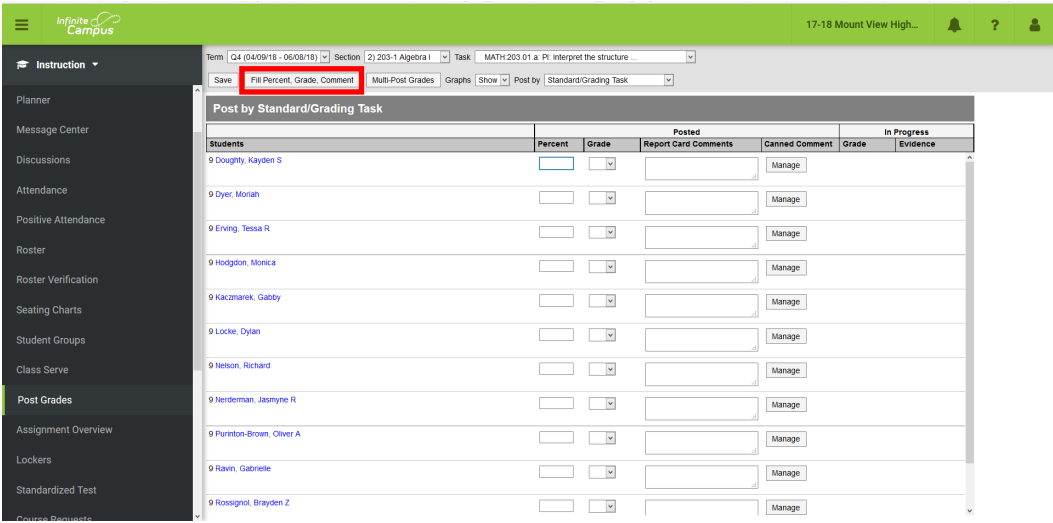 Infinite
Campus
17-18 Mount View High...
?
Instruction
Term Q4 (04/09/18 - 06/08/18) Section 2) 203-1 Algebra I Task MATH:203.01.a: PI: Interpret the structure ...
Save Fill Percent, Grade, Comment Multi-Post Grades Graphs Show Post by Standard/Grading Task
Planner
Message Center
Discussions
Attendance
Positive Attendance
Roster
Roster Verification
Seating Charts
Student Groups
Class Serve
Post Grades
Assignment Overview
Lockers
Standardized Test
Course Requests
Post by Standard/Grading Task
Posted In Progress
Students Percent Grade Report Card Comments Canned Comment Grade Evidence
9 Doughty, Kayden S Manage
9 Dyer, Moriah Manage
9 Erving, Tessa R Manage
9 Hodgdon, Monica Manage
9 Kaczmarek, Gabby Manage
9 Locke, Dylan Manage
9 Nelson, Richard Manage
9 Nerderman, Jasmyne R Manage
9 Purinton-Brown, Oliver A Manage
9 Ravin, Gabrielle Manage
9 Rossignol, Brayden Z Manage